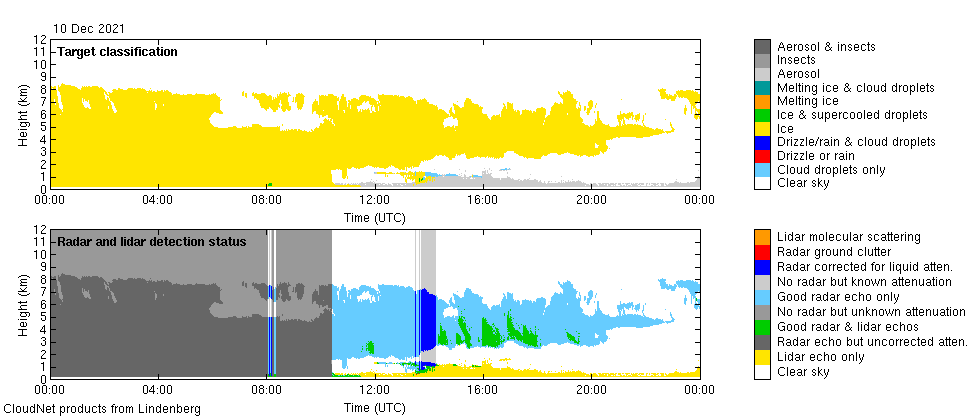 10 Dec 2021
Target classification
12
11
10
9
8
7
6
5
4
3
2
1
0
Height (km)
00:00 04:00 08:00 12:00 16:00 20:00 00:00
Time (UTC)
Aerosol & insects
Insects
Aerosol
Melting ice & cloud droplets
Melting ice
Ice & supercooled droplets
Ice
Drizzle/rain & cloud droplets
Drizzle or rain
Cloud droplets only
Clear sky
Radar and lidar detection status
12
11
10
9
8
7
6
5
4
3
2
1
0
Height (km)
00:00 04:00 08:00 12:00 16:00 20:00 00:00
Time (UTC)
Lidar molecular scattering
Radar ground clutter
Radar corrected for liquid atten.
No radar but known attenuation
Good radar echo only
No radar but unknown attenuation
Good radar & lidar echos
Radar echo but uncorrected atten.
Lidar echo only
Clear sky
CloudNet products from Lindenberg